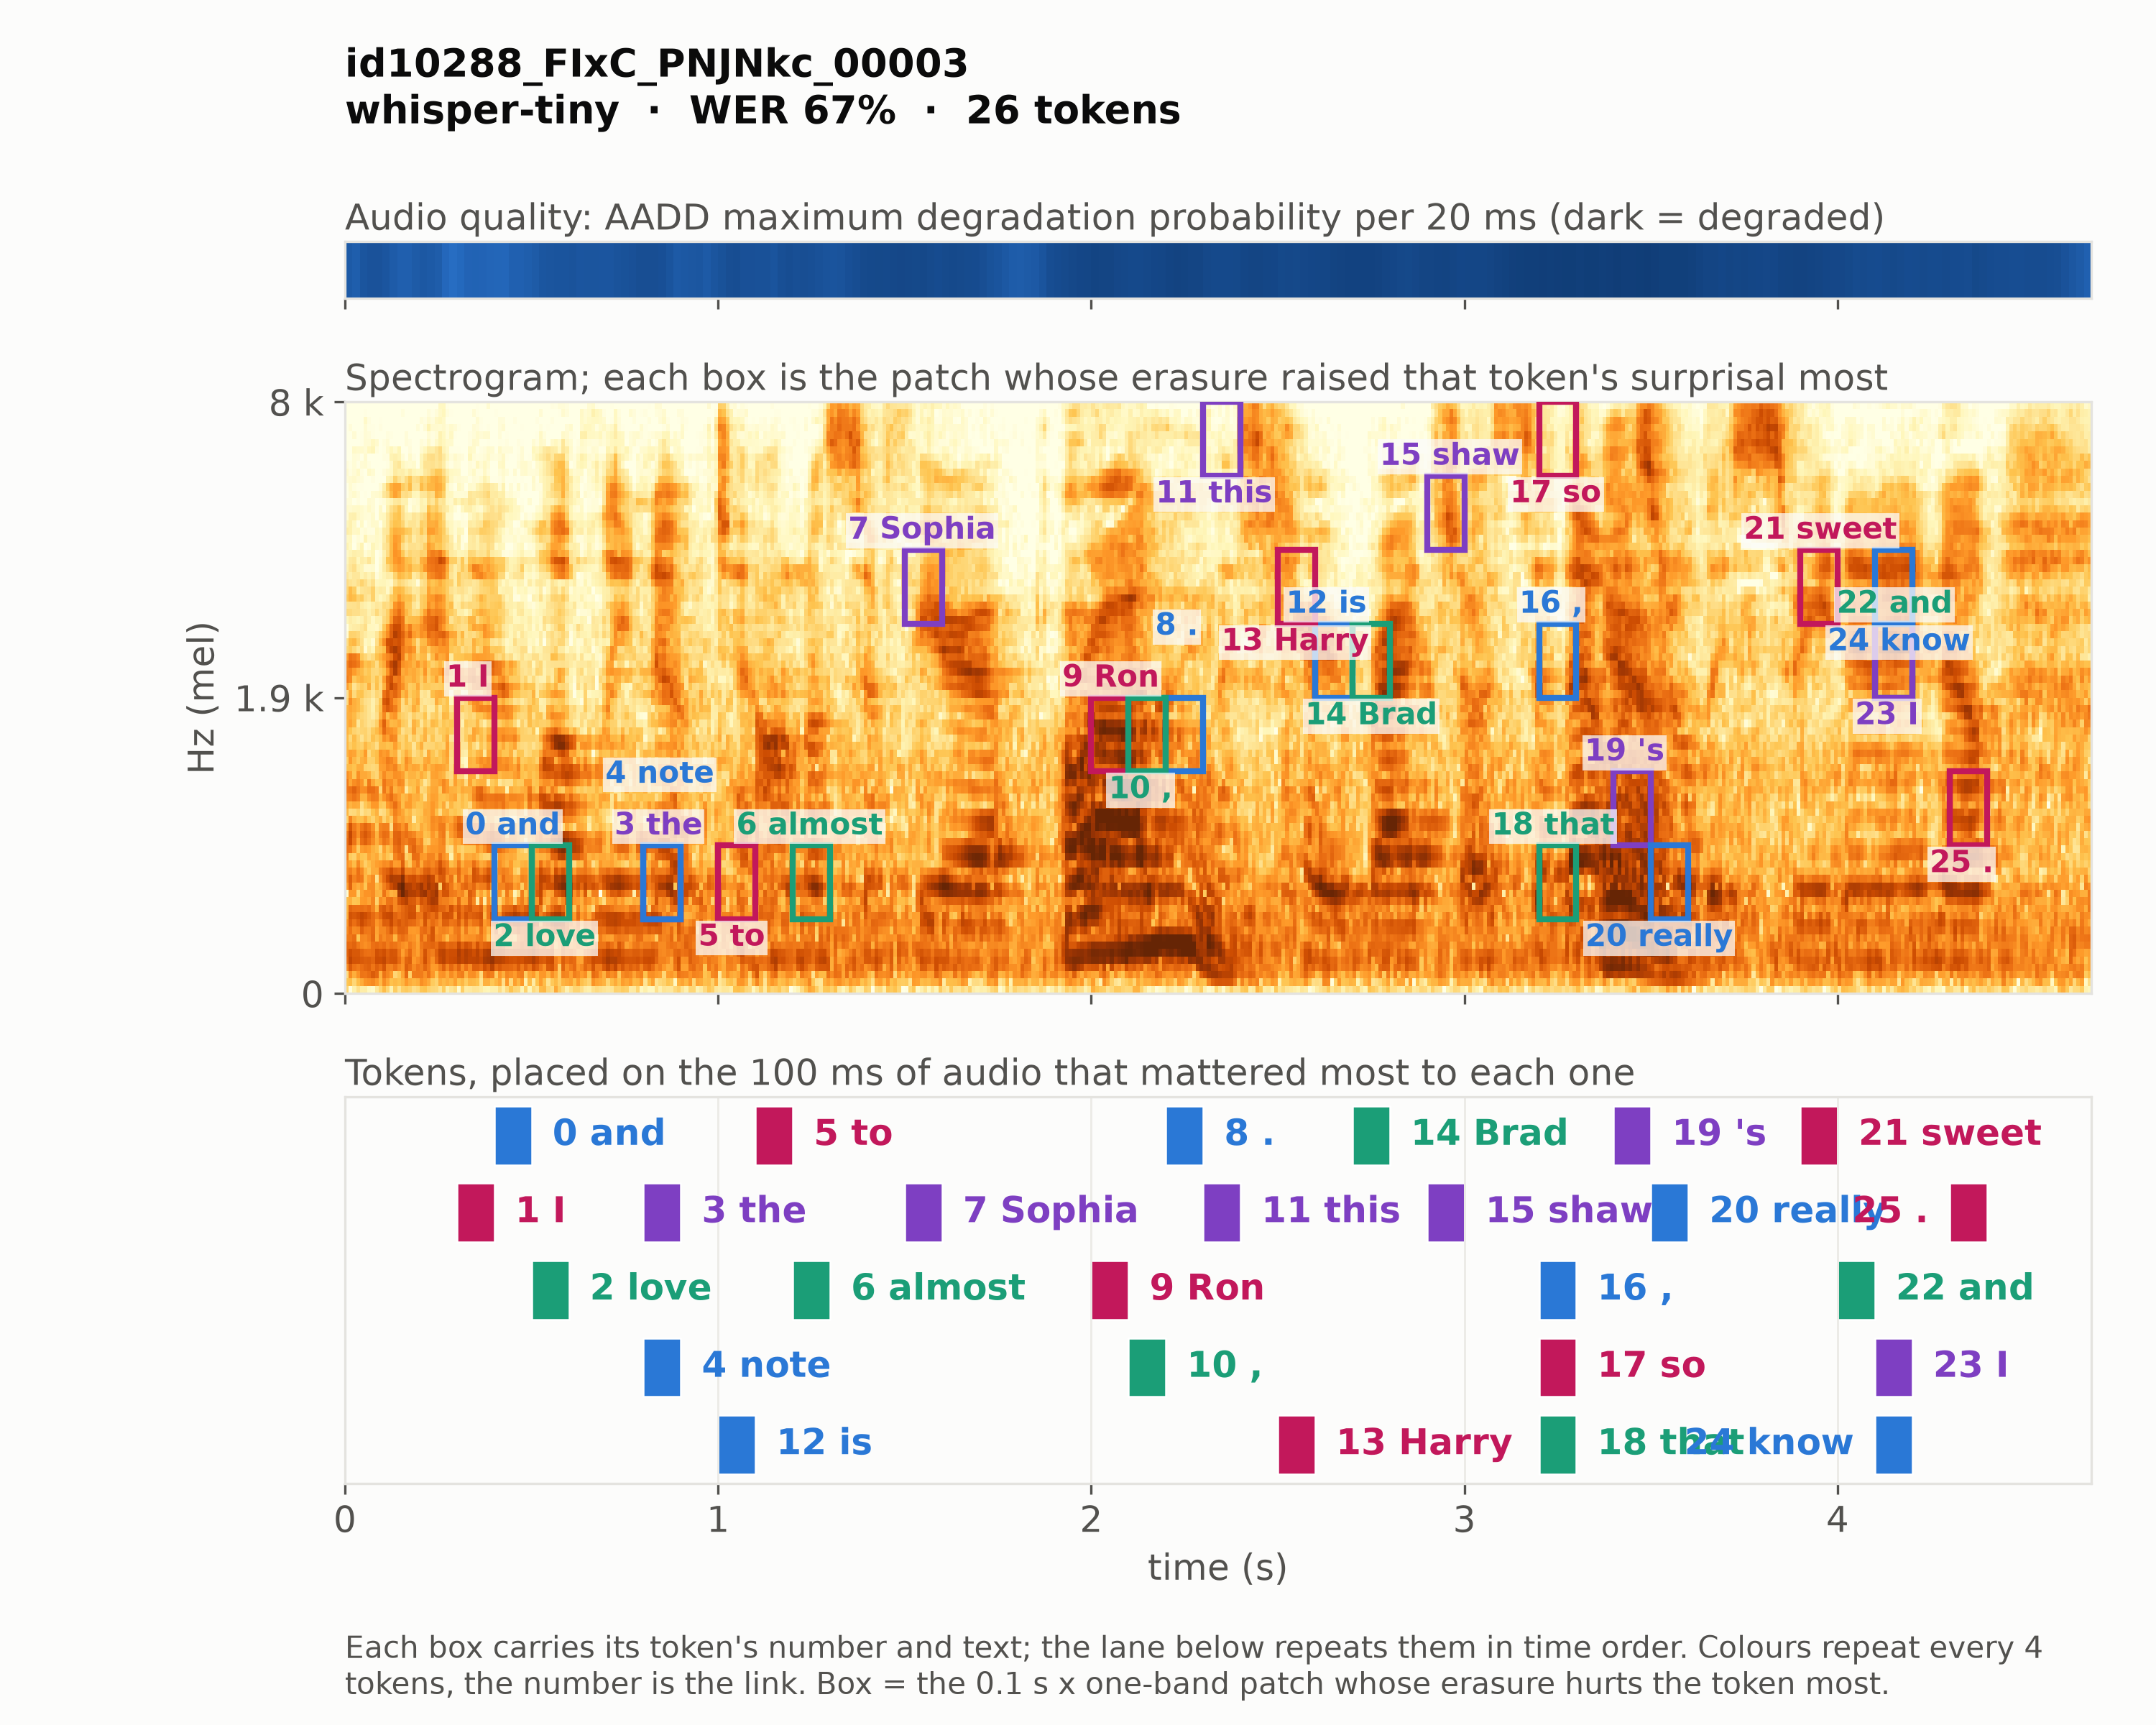 id10288_FIxC_PNJNkc_00003
whisper-tiny · WER 67% · 26 tokens
Audio quality: AADD maximum degradation probability per 20 ms (dark = degraded)
Spectrogram; each box is the patch whose erasure raised that token's surprisal most
8 k
1.9 k
0
Hz (mel)
15 shaw
11 this
17 so
7 Sophia
21 sweet
12 is
16 ,
22 and
8 .
13 Harry
24 know
1 I
9 Ron
14 Brad
23 I
19 's
4 note
10 ,
0 and
3 the
6 almost
18 that
25 .
2 love
5 to
20 really
Tokens, placed on the 100 ms of audio that mattered most to each one
0 and
5 to
8 .
14 Brad
19 's
21 sweet
1 I
3 the
7 Sophia
11 this
15 shaw
20 really
25 .
2 love
6 almost
9 Ron
16 ,
22 and
4 note
10 ,
17 so
23 I
12 is
13 Harry
18 that
24 know
0 1 2 3 4
time (s)
Each box carries its token's number and text; the lane below repeats them in time order. Colours repeat every 4
tokens, the number is the link. Box = the 0.1 s x one-band patch whose erasure hurts the token most.